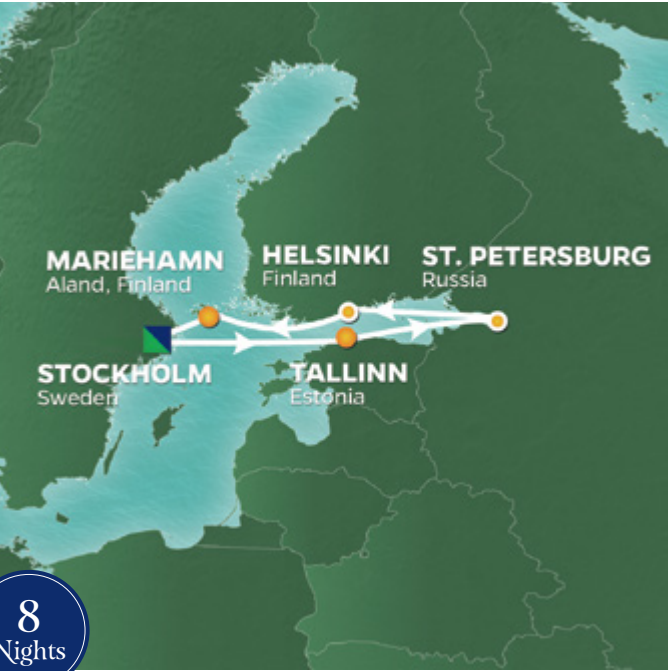 MARIEHAMN
Aland, Finland
HELSINKI
Finland
ST. PETERSBURG
Russia
STOCKHOLM
Sweden
TALLINN
Estonia
8
Nights